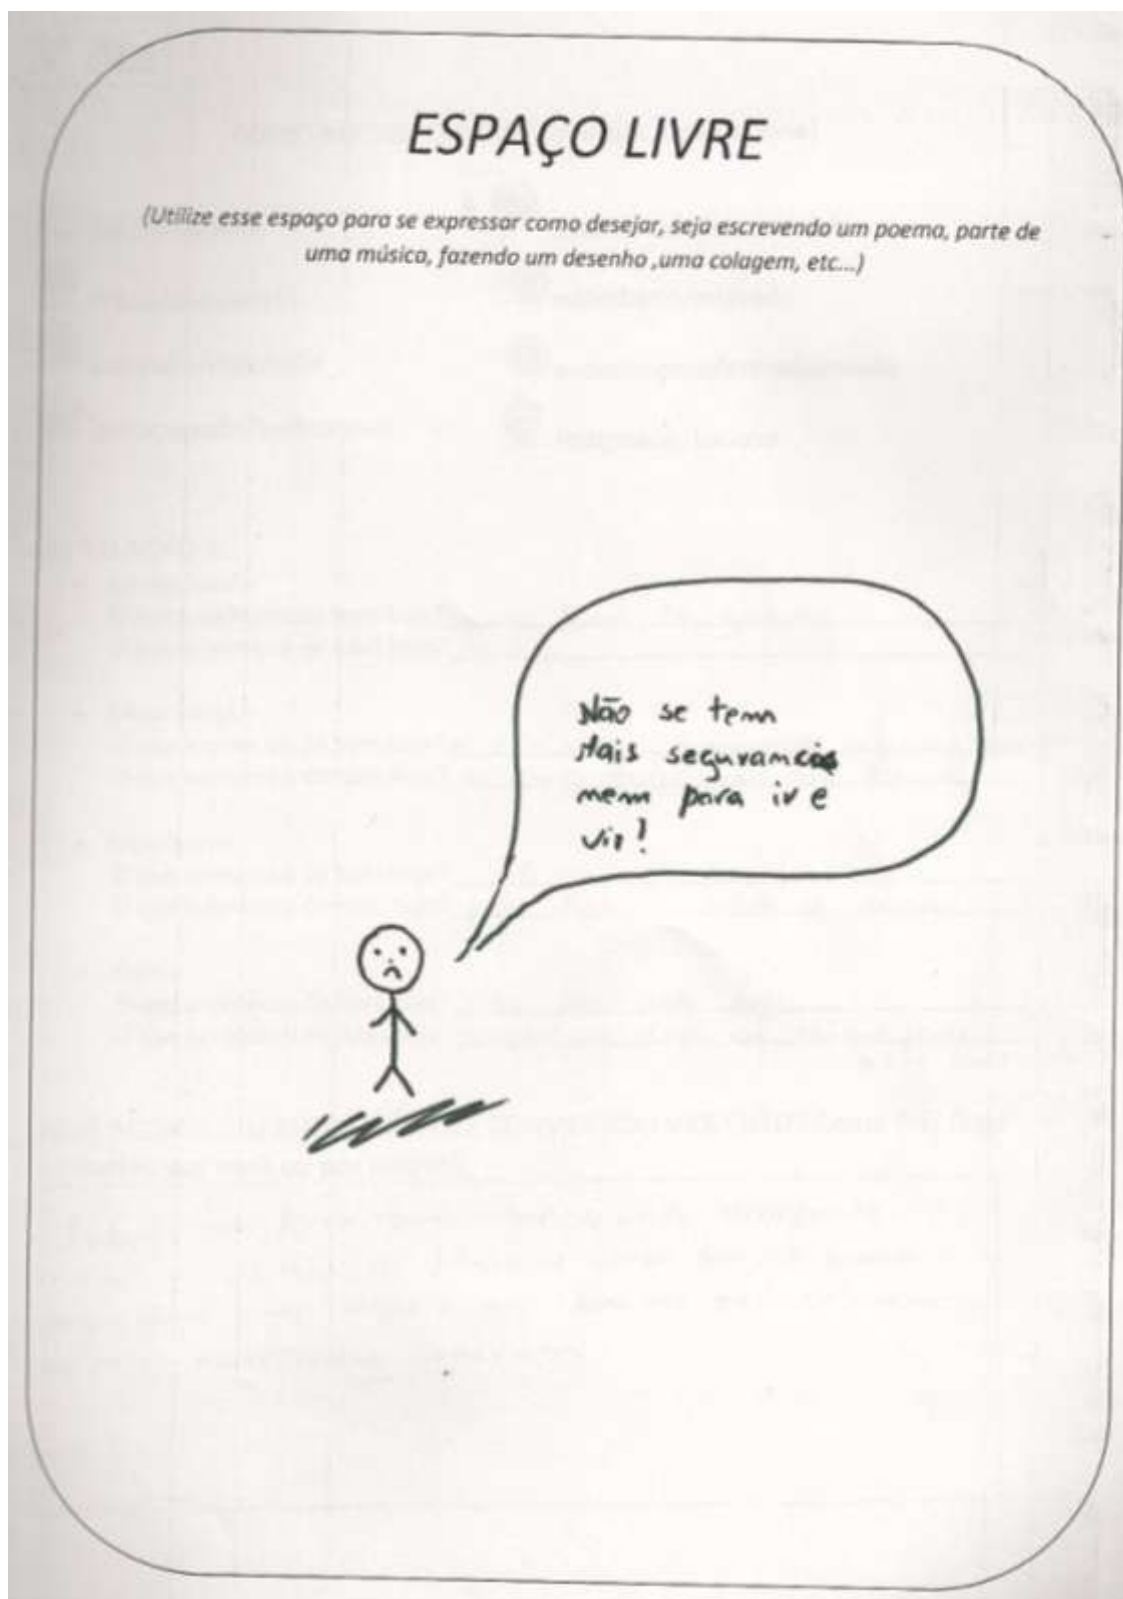 ESPAÇO LIVRE
(Utilize esse espaço para se expressar como desejar, seja escrevendo um poema, parte de
uma música, fazendo um desenho ,uma colagem, etc...)
Não se tem
Mais segurancia
nem para ir e
vir!